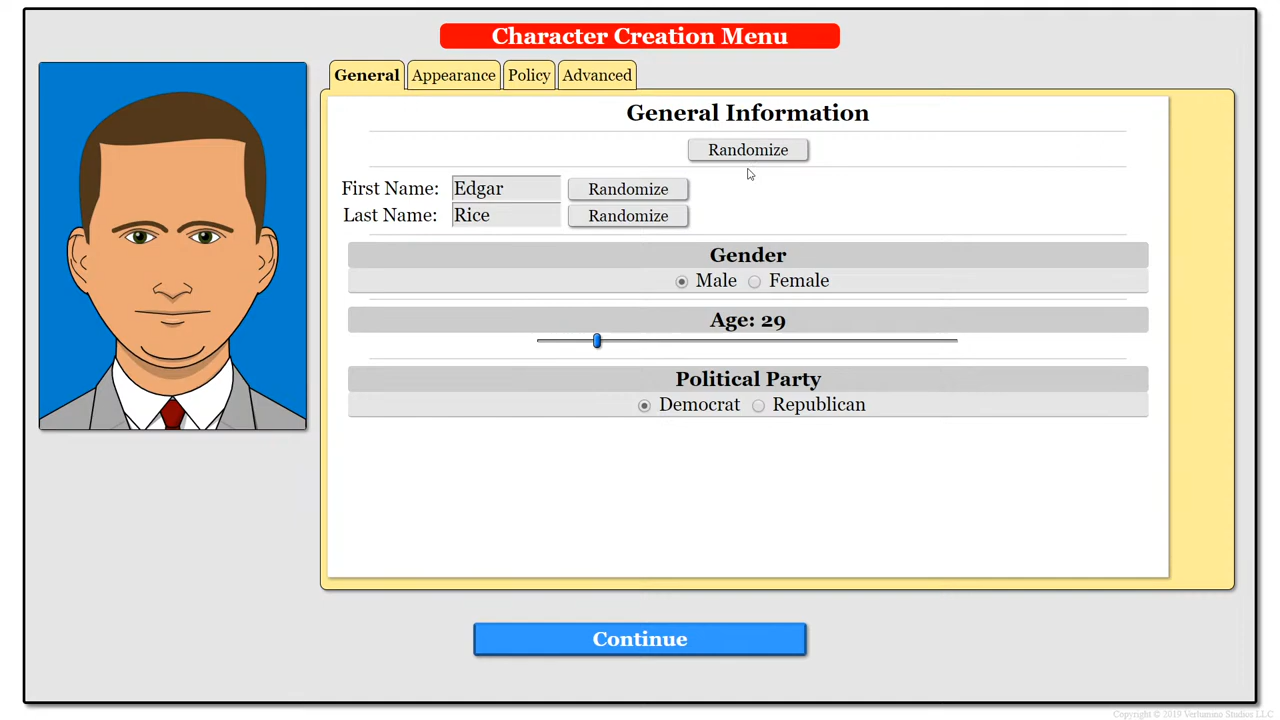 Character Creation Menu
General Appearance Policy Advanced
General Information
Randomize
First Name: Edgar Randomize
Last Name: Rice Randomize
Gender
Male Female
Age: 29
Political Party
Democrat Republican
Continue
Copyright © 2019 Verlumino Studios LLC